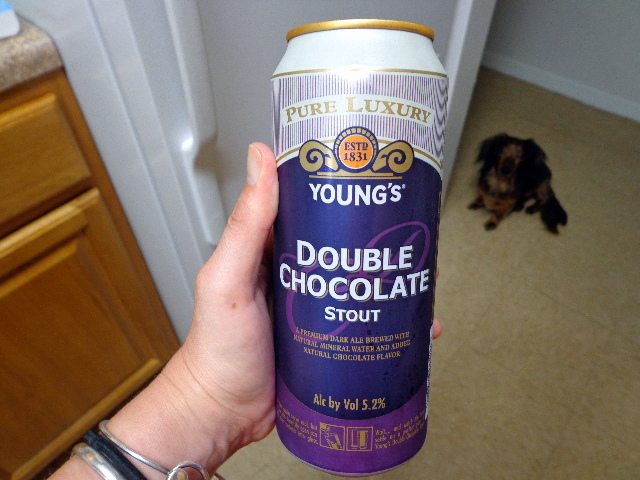 PURE LUXURY
ESTD
1831
YOUNG'S
DOUBLE
CHOCOLATE
STOUT
A PREMIUM DARK ALE BREWED WITH
NATURAL MINERAL WATER AND ADDED
NATURAL CHOCOLATE FLAVOR
Alc by Vol 5.2%